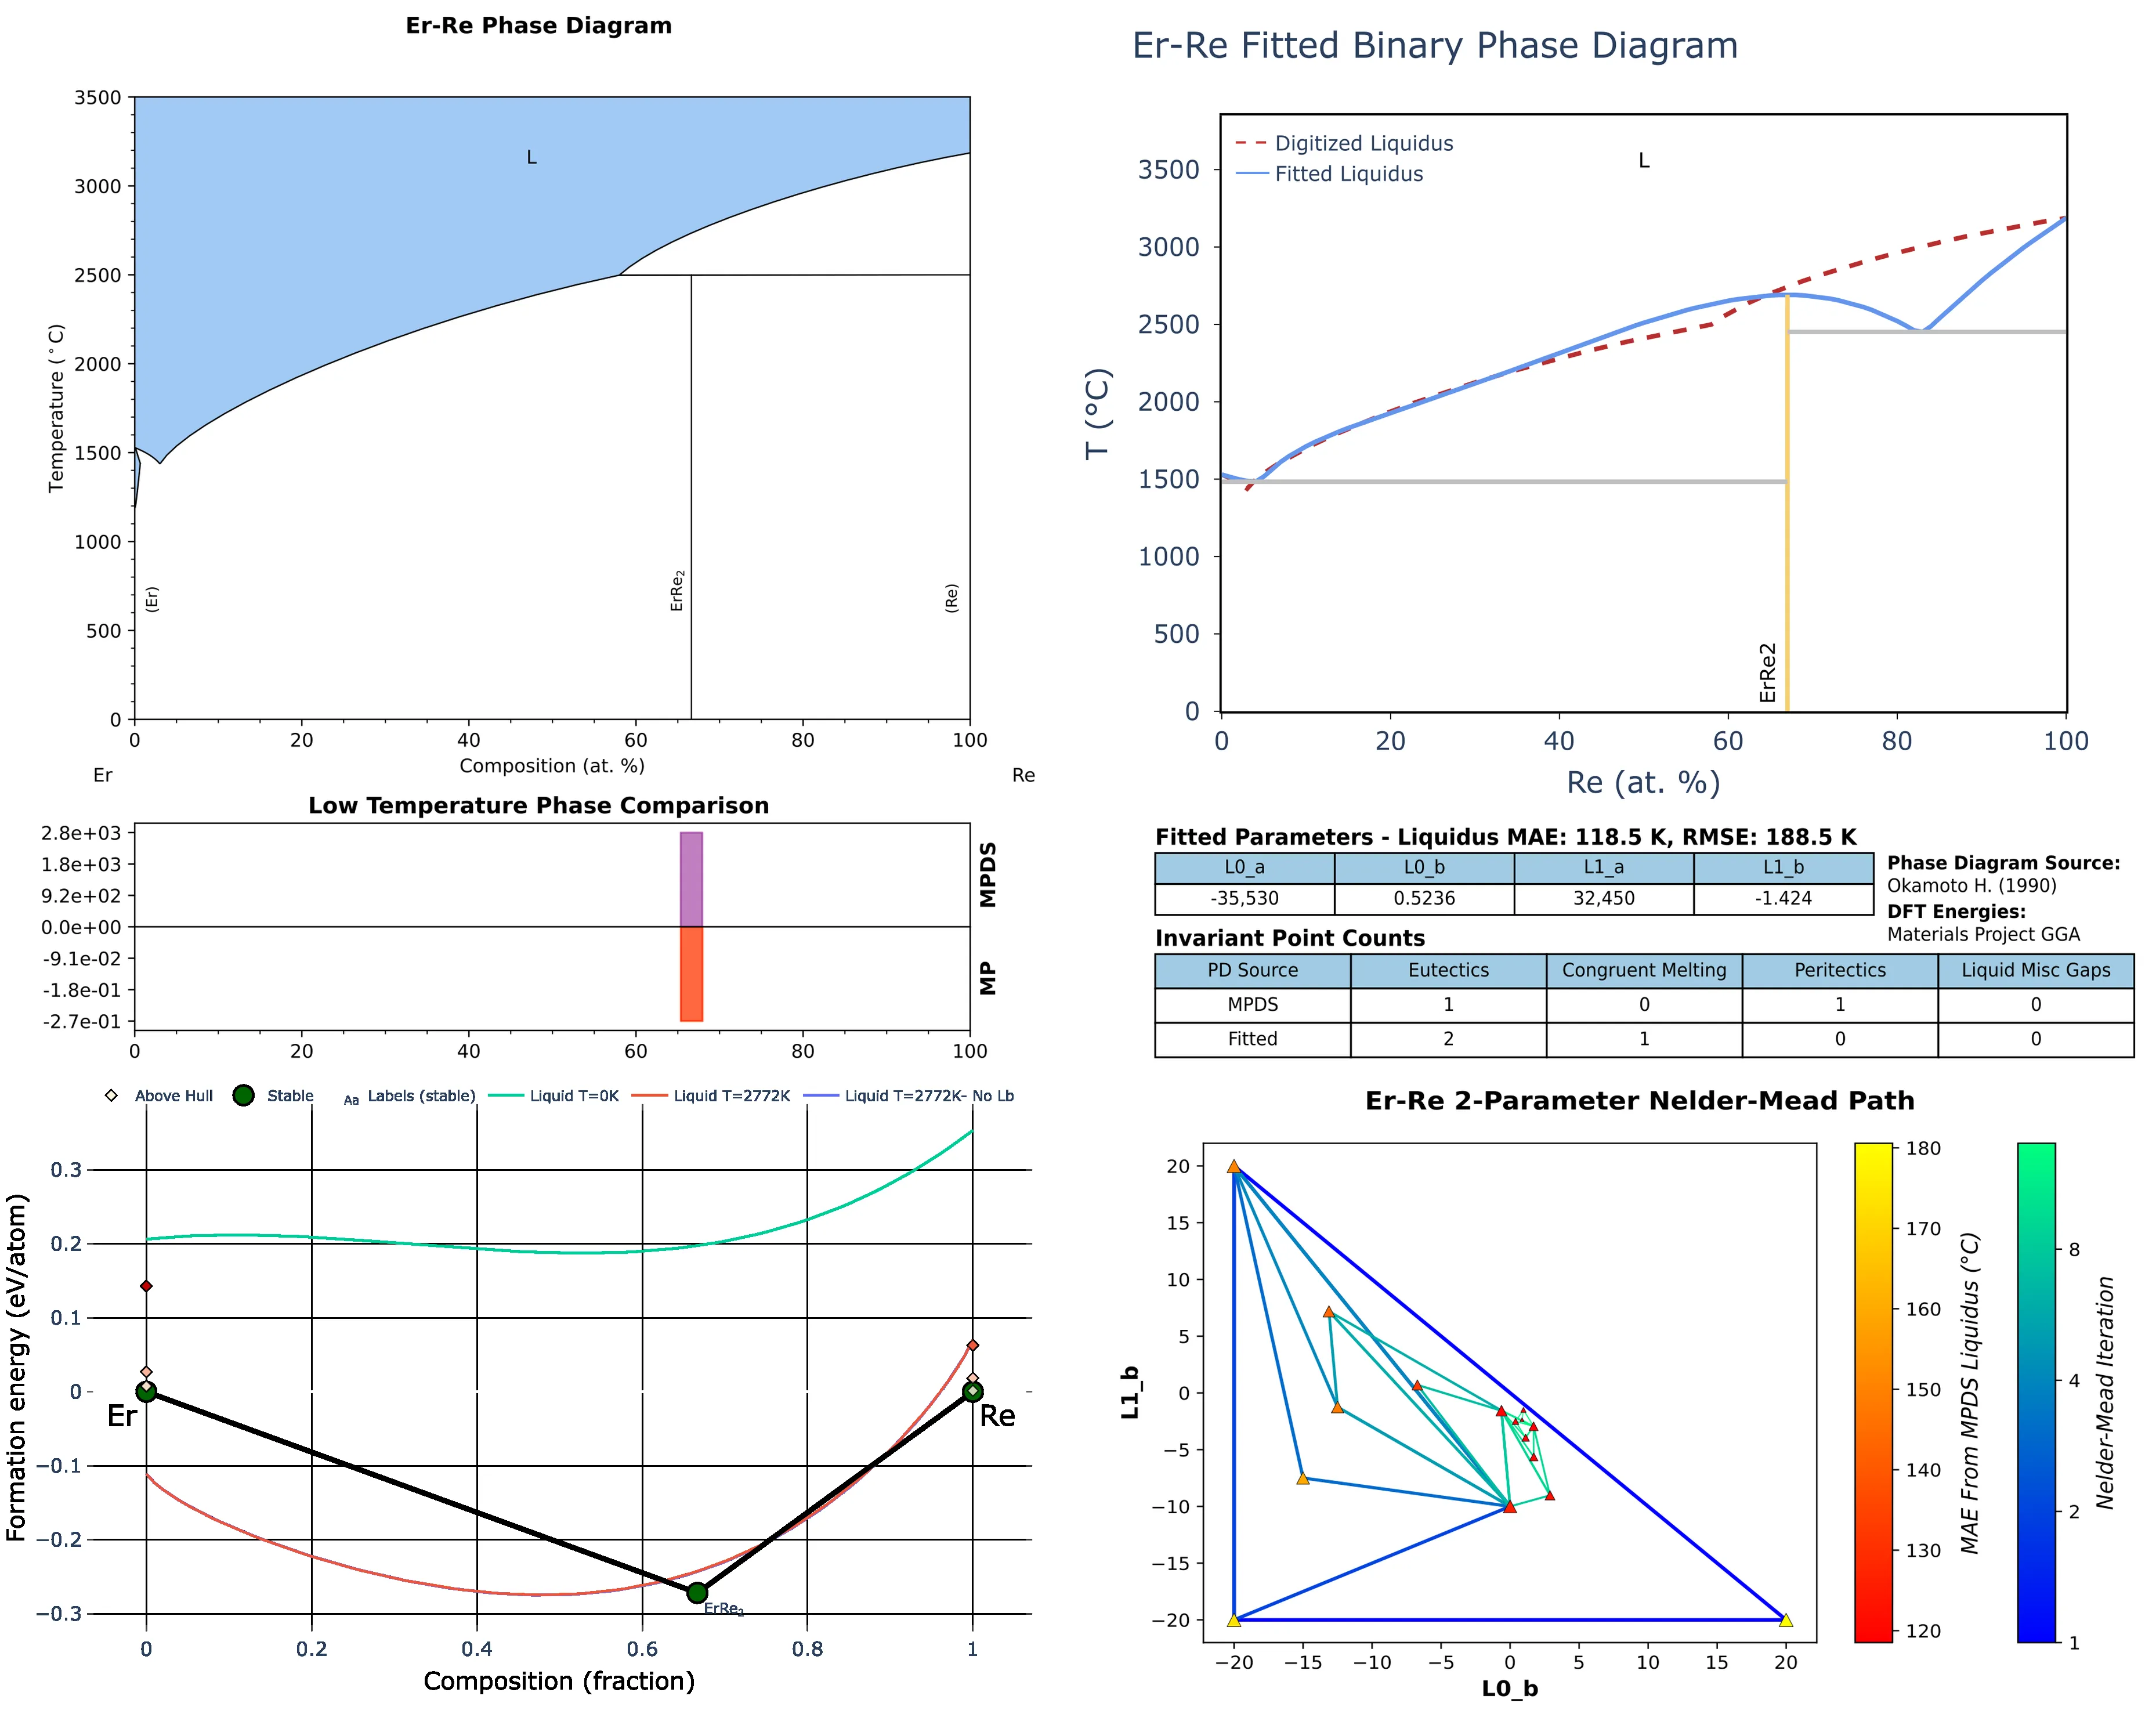 Er-Re Phase Diagram
3500
3000
2500
2000
1500
1000
500
0
Temperature (°C)
L
(Er)
ErRe2
(Re)
0 20 40 60 80 100
Composition (at. %)
Er Re
Low Temperature Phase Comparison
2.8e+03
1.8e+03
9.2e+02
0.0e+00
-9.1e-02
-1.8e-01
-2.7e-01
MPDS
MP
0 20 40 60 80 100
Above Hull Stable Aa Labels (stable) Liquid T=0K Liquid T=2772K Liquid T=2772K- No Lb
0.3
0.2
0.1
0
−0.1
−0.2
−0.3
Formation energy (eV/atom)
Er
Re
ErRe2
0 0.2 0.4 0.6 0.8 1
Composition (fraction)
Er-Re Fitted Binary Phase Diagram
Digitized Liquidus
Fitted Liquidus
L
3500
3000
2500
2000
1500
1000
500
0
T (°C)
ErRe2
0 20 40 60 80 100
Re (at. %)
Fitted Parameters - Liquidus MAE: 118.5 K, RMSE: 188.5 K
L0_a L0_b L1_a L1_b
-35,530 0.5236 32,450 -1.424
Phase Diagram Source:
Okamoto H. (1990)
DFT Energies:
Materials Project GGA
Invariant Point Counts
PD Source Eutectics Congruent Melting Peritectics Liquid Misc Gaps
MPDS 1 0 1 0
Fitted 2 1 0 0
Er-Re 2-Parameter Nelder-Mead Path
20
15
10
5
0
−5
−10
−15
−20
L1_b
−20 −15 −10 −5 0 5 10 15 20
L0_b
180
170
160
150
140
130
120
MAE From MPDS Liquidus (°C)
8
4
2
1
Nelder-Mead Iteration